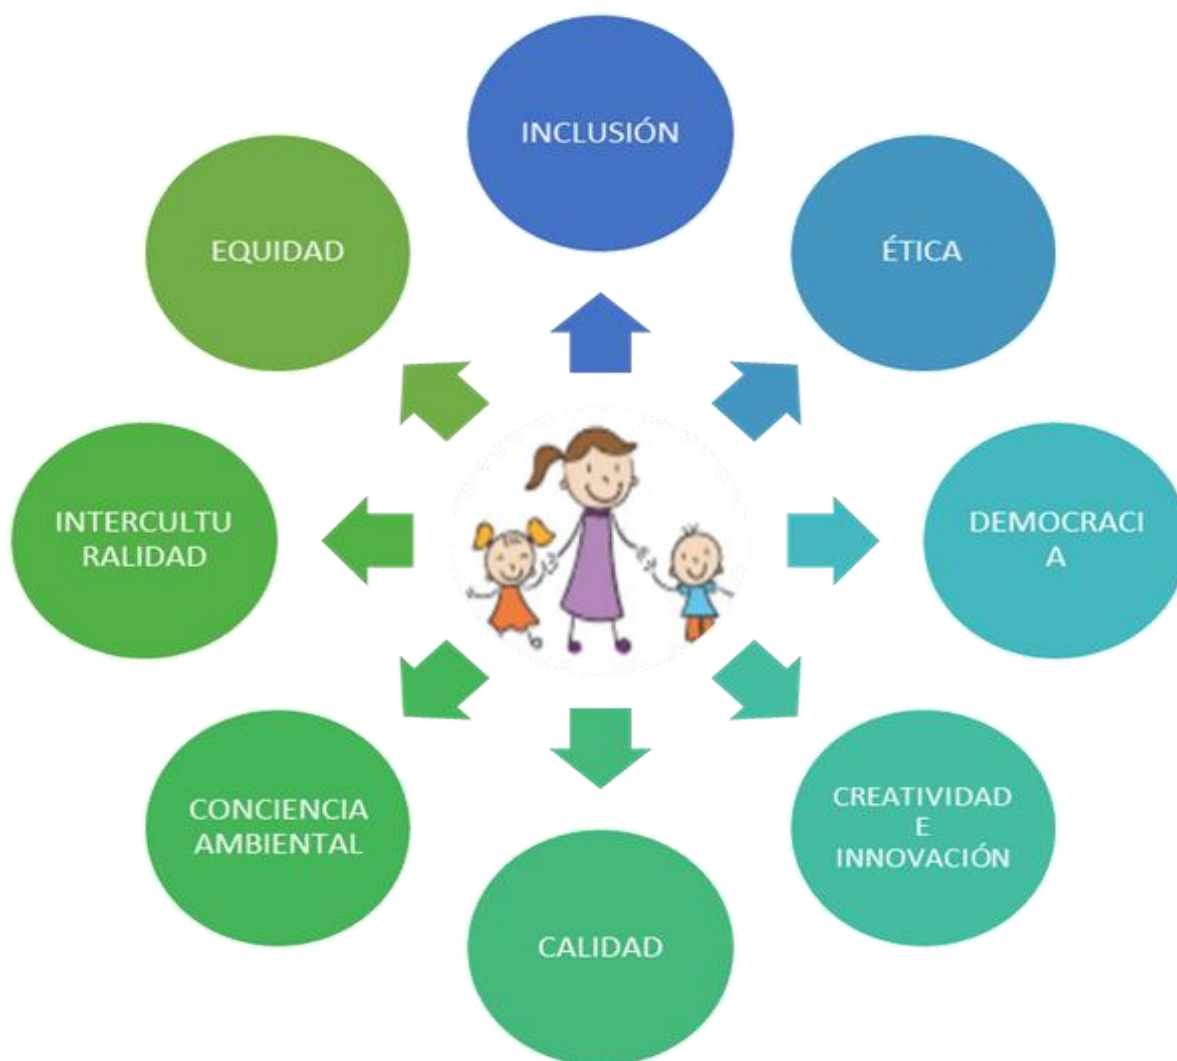 INCLUSIÓN
ÉTICA
DEMOCRACI
A
CREATIVIDAD
E
INNOVACIÓN
CALIDAD
CONCIENCIA
AMBIENTAL
INTERCULTU
RALIDAD
EQUIDAD